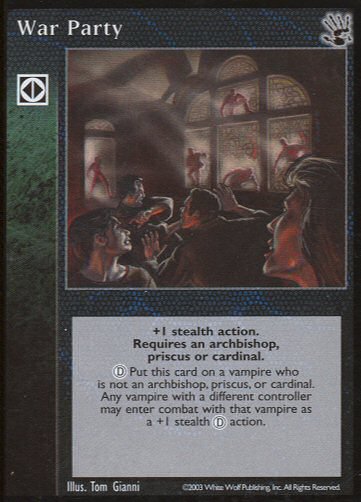 War Party
+1 stealth action.
Requires an archbishop,
priscus or cardinal.
D Put this card on a vampire who
is not an archbishop, priscus, or cardinal.
Any vampire with a different controller
may enter combat with that vampire as
a +1 stealth D action.
Illus. Tom Gianni
©2003 White Wolf Publishing, Inc. All Rights Reserved.